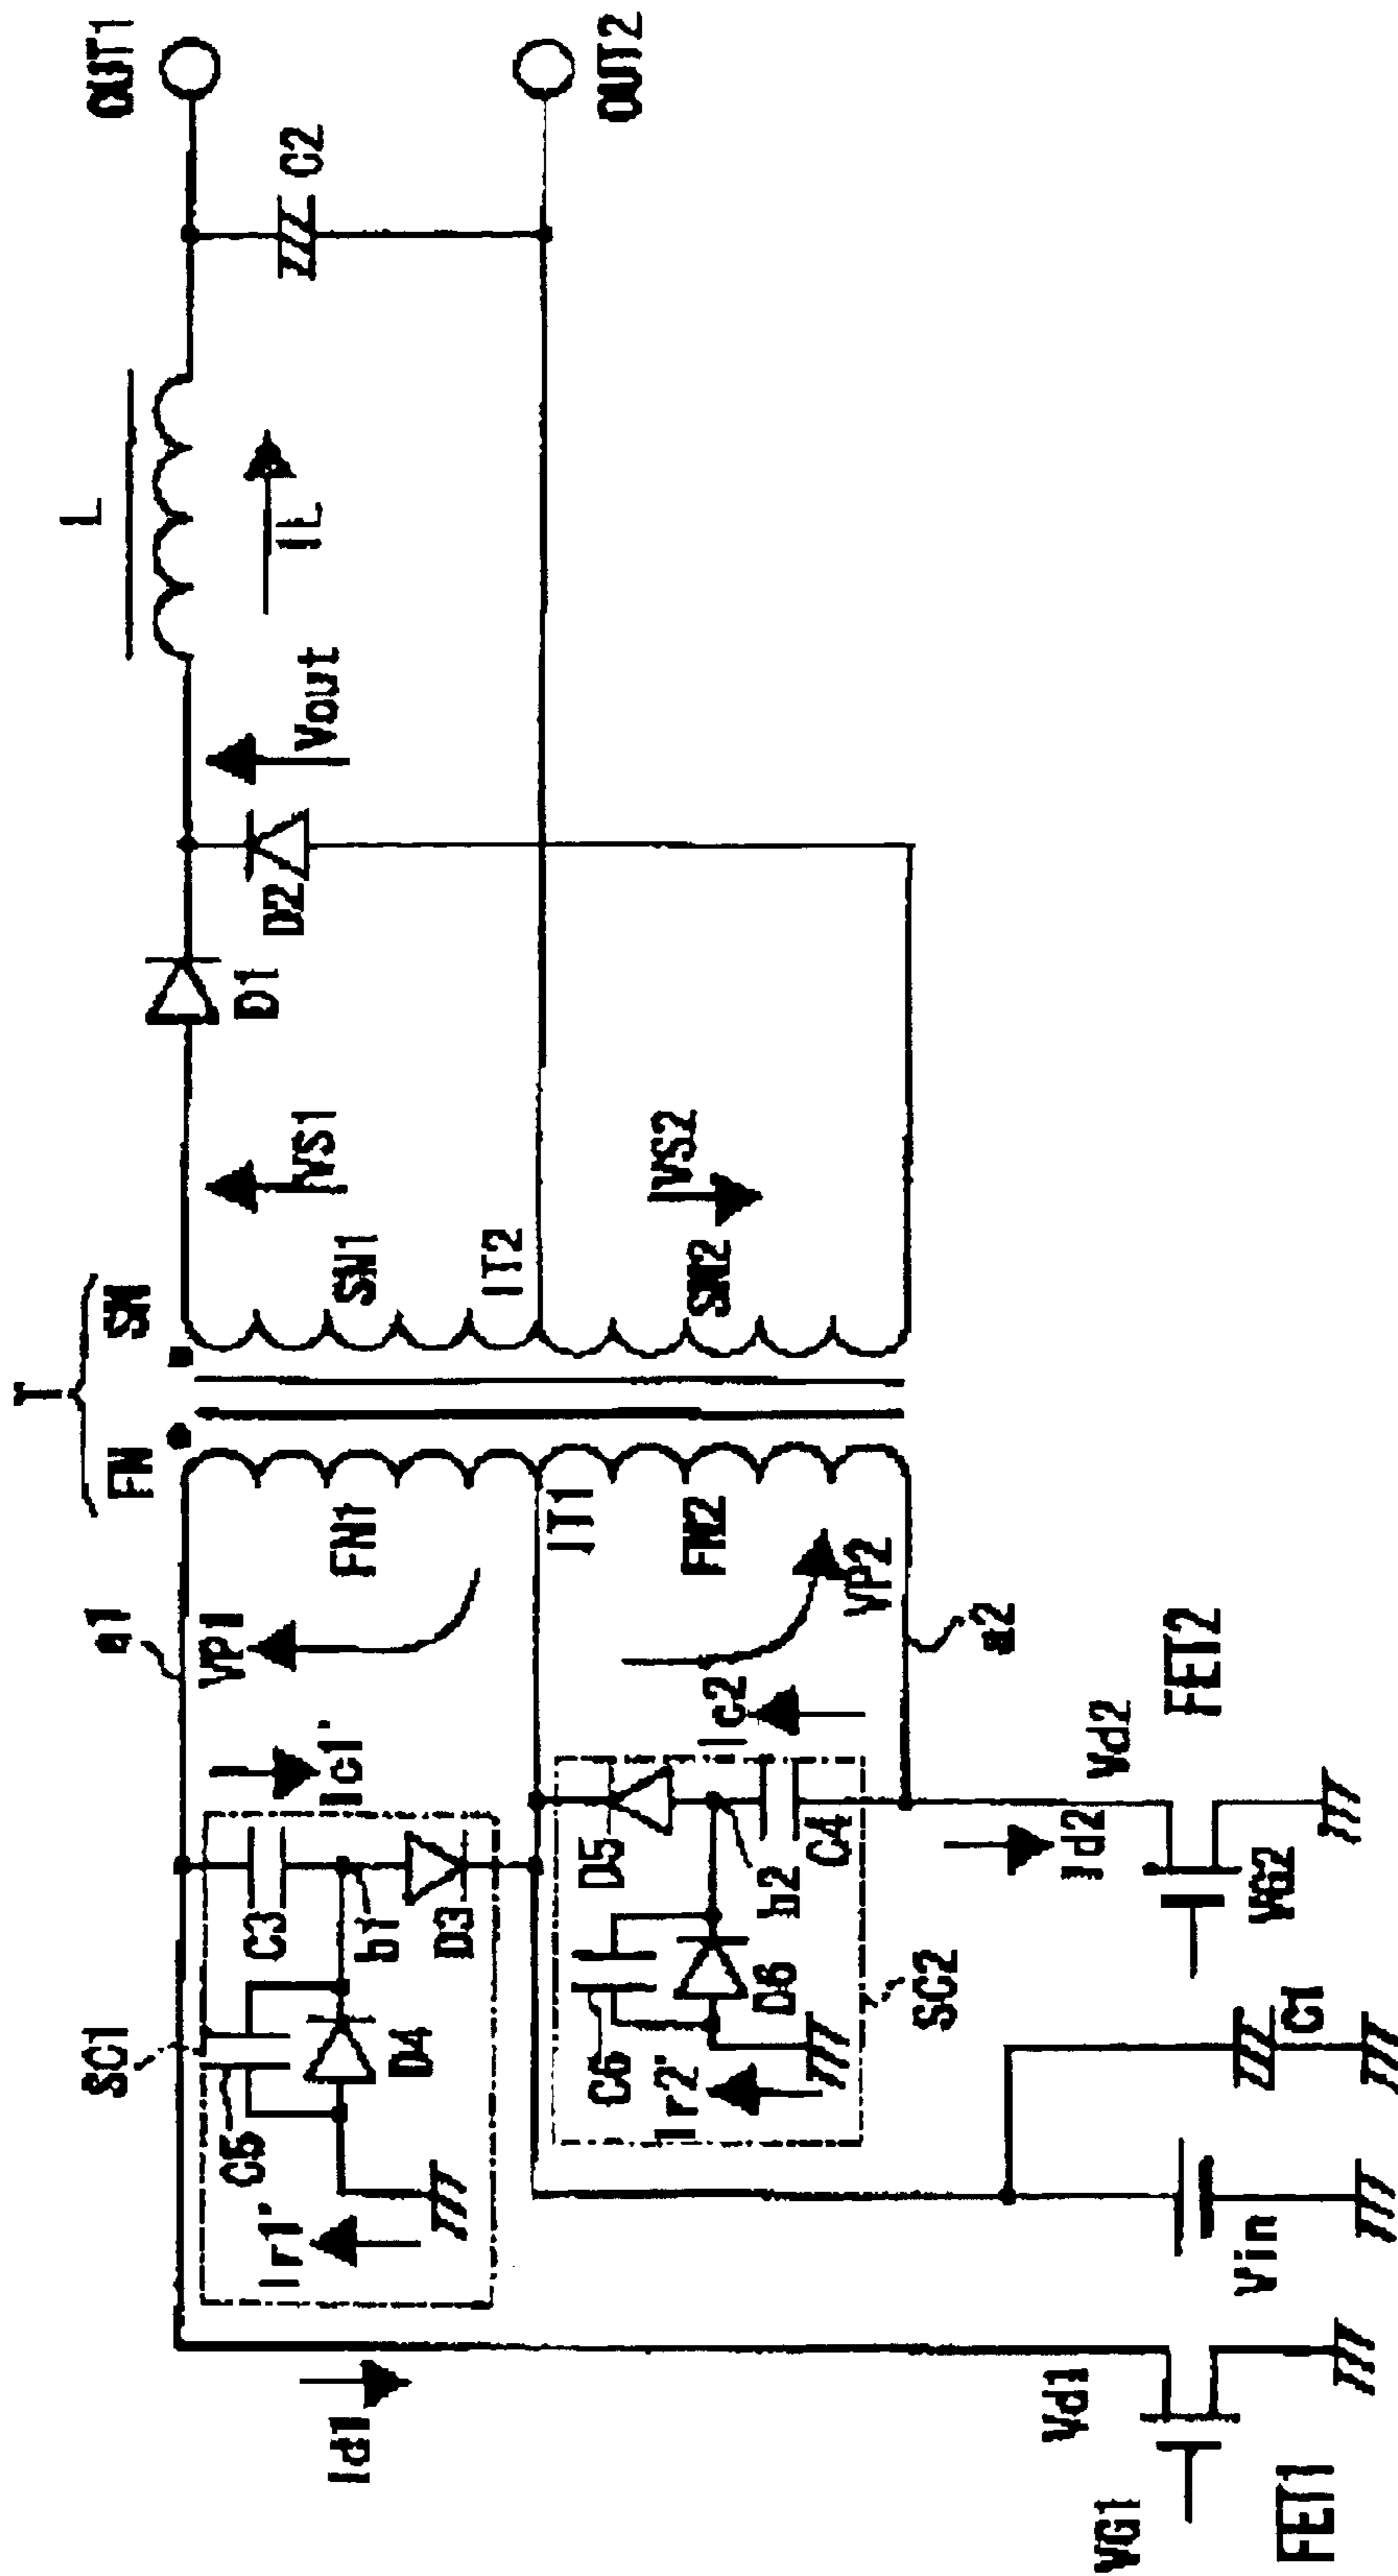 T
FN
SN
L
OUT1
a1
VP1
FN1
SN1
VS1
D1
D2
Vout
IL
C2
OUT2
IT1
IT2
FN2
SN2
VS2
VP2
a2
SC1
C5
Ir1'
D4
C3
b1
D3
Ic1'
Id1
D5
C6
Ir2'
D6
b2
C4
Ic2'
SC2
Id2
Vd2
FET2
VG2
C1
Vin
Vd1
VG1
FET1